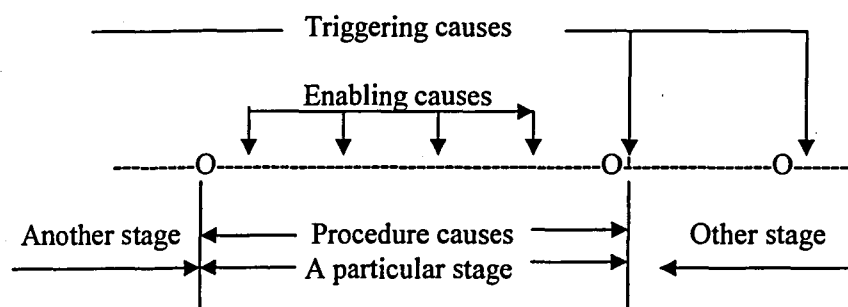 Triggering causes
Enabling causes
O O O
Another stage Procedure causes Other stage
A particular stage